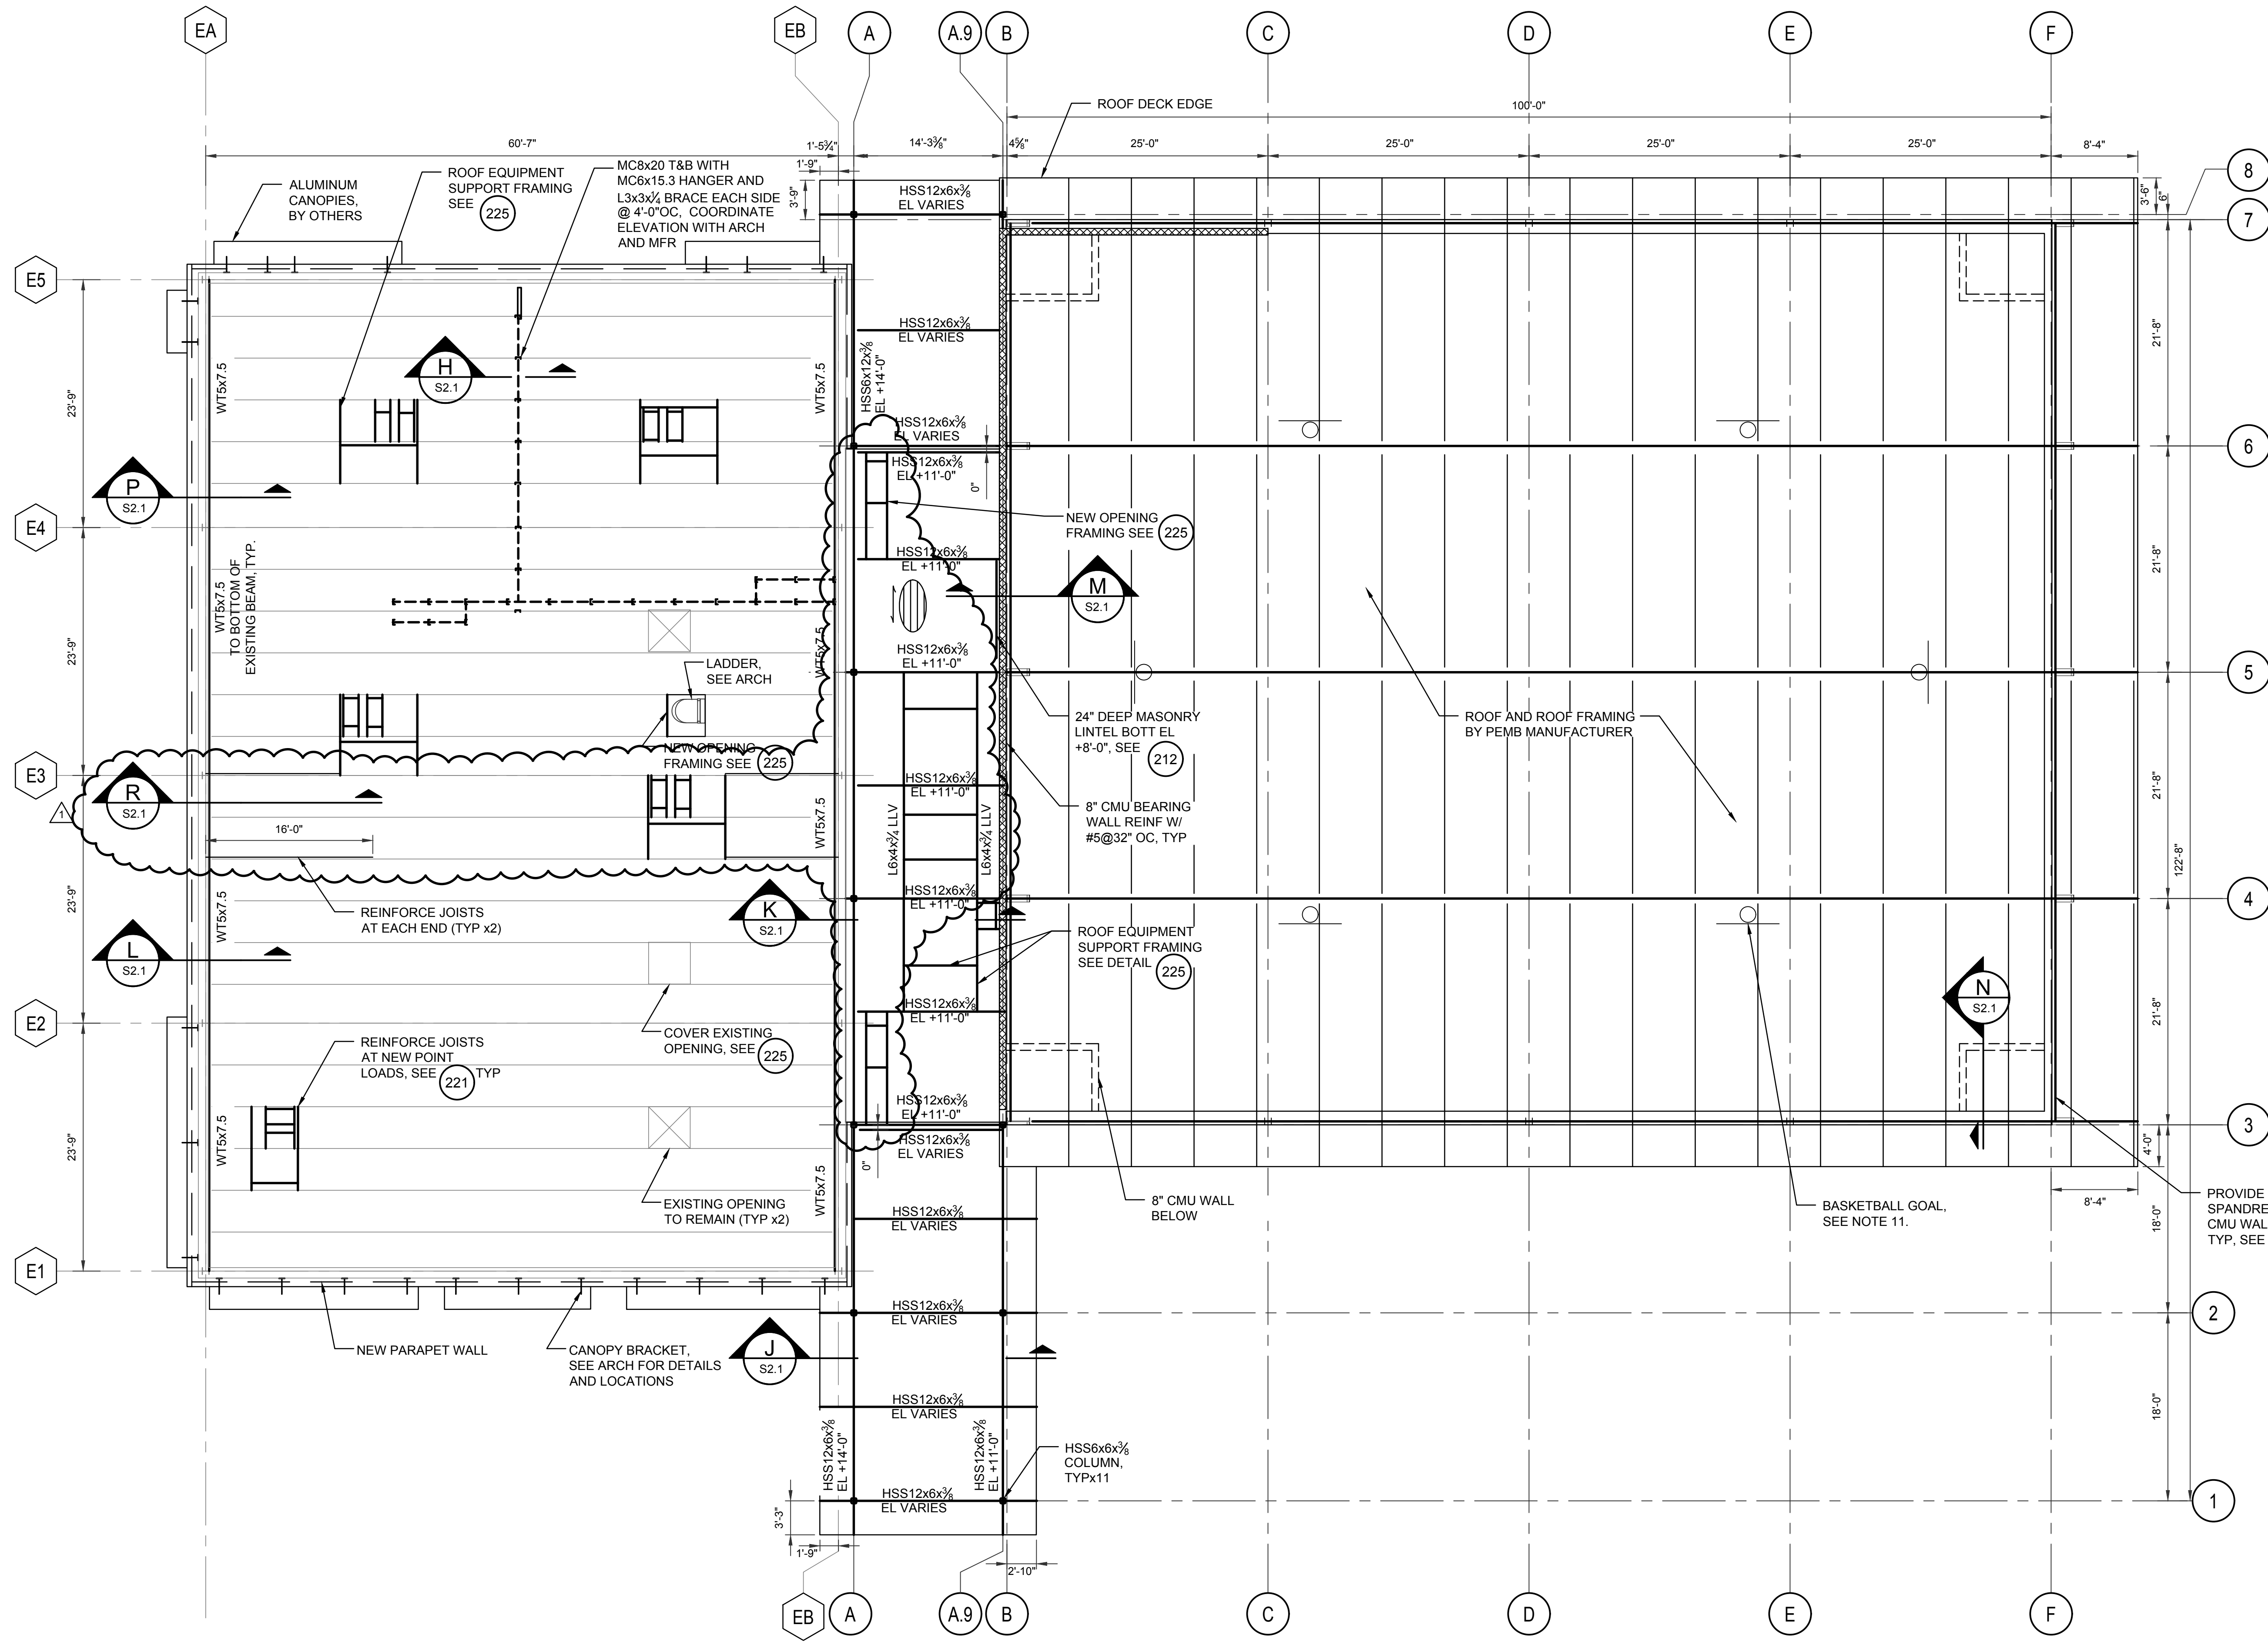 EA
EB
A
A.9
B
C
D
E
F
ROOF DECK EDGE
100'-0"
60'-7"
1'-5¾"
14'-3⅜"
4⅝"
25'-0"
25'-0"
25'-0"
25'-0"
8'-4"
1'-9"
3'-9"
3'-6"
6"
8
7
ALUMINUM
CANOPIES,
BY OTHERS
ROOF EQUIPMENT
SUPPORT FRAMING
SEE 225
MC8x20 T&B WITH
MC6x15.3 HANGER AND
L3x3x¼ BRACE EACH SIDE
@ 4'-0"OC, COORDINATE
ELEVATION WITH ARCH
AND MFR
HSS12x6x⅜
EL VARIES
E5
HSS12x6x⅜
EL VARIES
HSS6x12x⅜
EL +14'-0"
WT5x7.5
WT5x7.5
H
S2.1
23'-9"
21'-8"
HSS12x6x⅜
EL VARIES
6
HSS12x6x⅜
EL +11'-0"
0"
P
S2.1
E4
NEW OPENING
FRAMING SEE 225
HSS12x6x⅜
EL +11'-0"
WT5x7.5
TO BOTTOM OF
EXISTING BEAM, TYP.
M
S2.1
21'-8"
23'-9"
WT5x7.5
HSS12x6x⅜
EL +11'-0"
LADDER,
SEE ARCH
5
24" DEEP MASONRY
LINTEL BOTT EL
+8'-0", SEE
212
ROOF AND ROOF FRAMING
BY PEMB MANUFACTURER
NEW OPENING
FRAMING SEE 225
E3
R
S2.1
1
HSS12x6x⅜
EL +11'-0"
21'-8"
16'-0"
WT5x7.5
L6x4x¾ LLV
L6x4x¾ LLV
8" CMU BEARING
WALL REINF W/
#5@32" OC, TYP
122'-8"
23'-9"
WT5x7.5
HSS12x6x⅜
EL +11'-0"
4
REINFORCE JOISTS
AT EACH END (TYP x2)
K
S2.1
L
S2.1
ROOF EQUIPMENT
SUPPORT FRAMING
SEE DETAIL 225
N
S2.1
21'-8"
HSS12x6x⅜
EL +11'-0"
E2
COVER EXISTING
OPENING, SEE 225
REINFORCE JOISTS
AT NEW POINT
LOADS, SEE 221 TYP
HSS12x6x⅜
EL +11'-0"
3
23'-9"
WT5x7.5
WT5x7.5
HSS12x6x⅜
EL VARIES
0"
4'-0"
EXISTING OPENING
TO REMAIN (TYP x2)
8" CMU WALL
BELOW
BASKETBALL GOAL,
SEE NOTE 11.
8'-4"
PROVIDE
SPANDRE
CMU WAL
TYP, SEE
HSS12x6x⅜
EL VARIES
18'-0"
E1
HSS12x6x⅜
EL VARIES
2
NEW PARAPET WALL
CANOPY BRACKET,
SEE ARCH FOR DETAILS
AND LOCATIONS
J
S2.1
HSS12x6x⅜
EL VARIES
18'-0"
HSS12x6x⅜
EL +14'-0"
HSS12x6x⅜
EL +11'-0"
HSS6x6x⅜
COLUMN,
TYPx11
HSS12x6x⅜
EL VARIES
1
3'-3"
1'-9"
2'-10"
EB
A
A.9
B
C
D
E
F